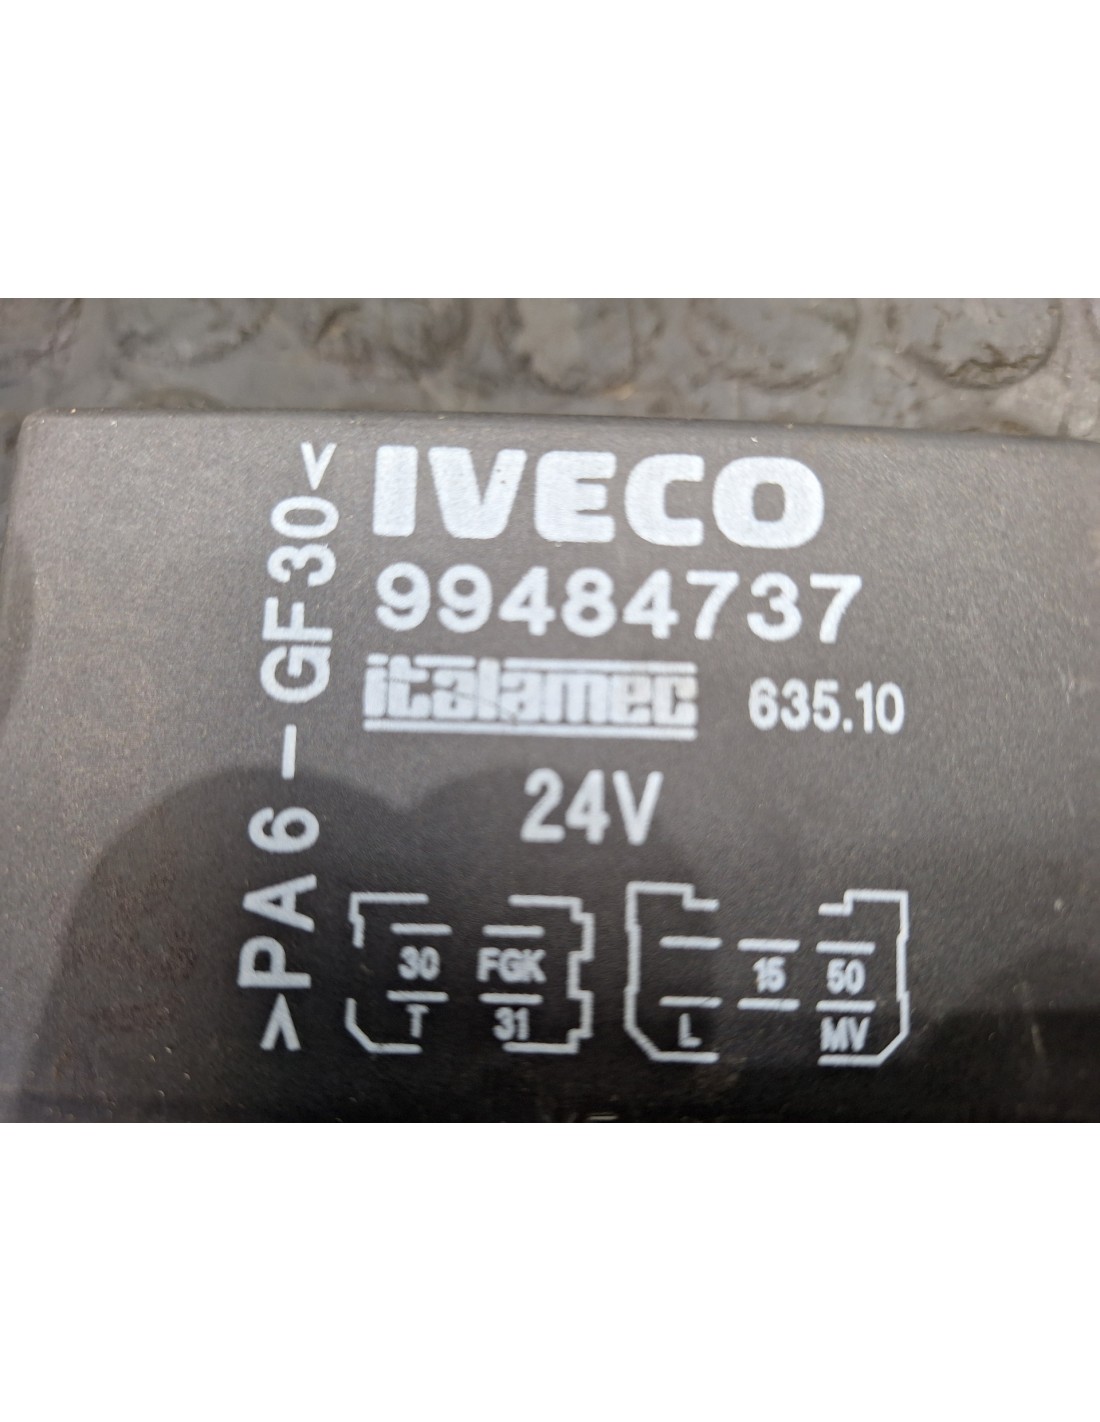 IVECO
99484737
italamec 635.10
24V
>PA6-GF30<
30 FGK
T 31
15 50
L MV